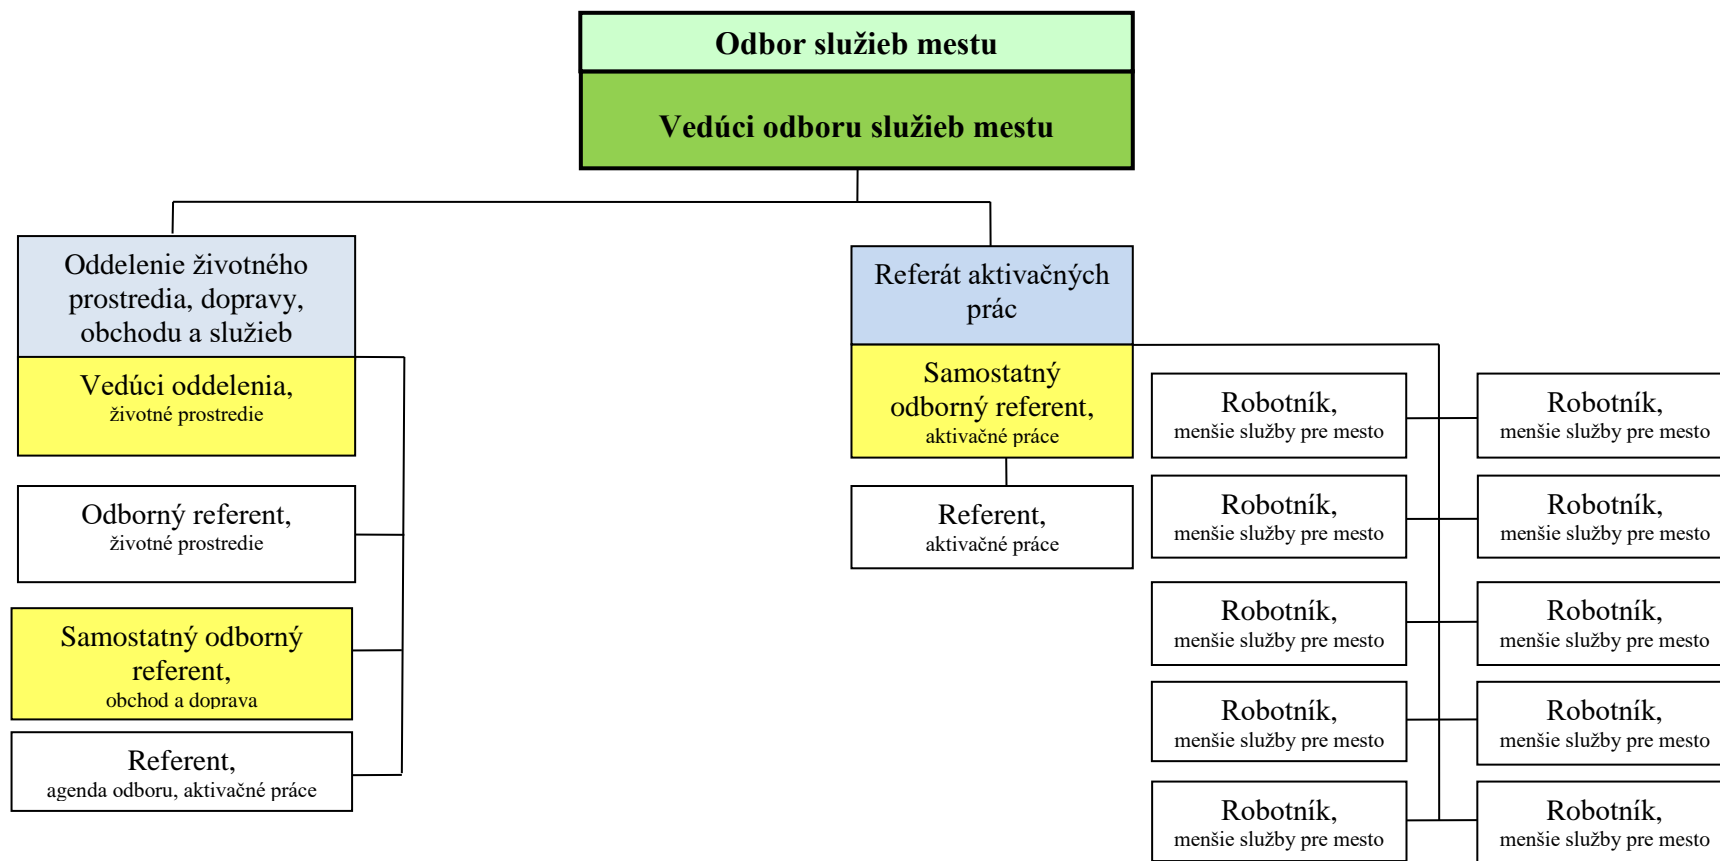 Odbor služieb mestu
Vedúci odboru služieb mestu
Oddelenie životného
prostredia, dopravy,
obchodu a služieb
Vedúci oddelenia,
životné prostredie
Odborný referent,
životné prostredie
Samostatný odborný
referent,
obchod a doprava
Referent,
agenda odboru, aktivačné práce
Referát aktivačných
prác
Samostatný
odborný referent,
aktivačné práce
Referent,
aktivačné práce
Robotník,
menšie služby pre mesto
Robotník,
menšie služby pre mesto
Robotník,
menšie služby pre mesto
Robotník,
menšie služby pre mesto
Robotník,
menšie služby pre mesto
Robotník,
menšie služby pre mesto
Robotník,
menšie služby pre mesto
Robotník,
menšie služby pre mesto
Robotník,
menšie služby pre mesto
Robotník,
menšie služby pre mesto